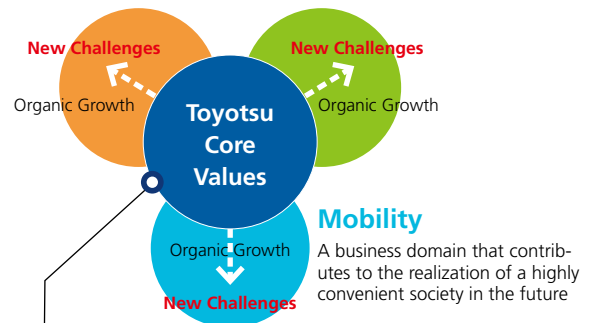 New Challenges
New Challenges
Organic Growth
Organic Growth
Toyotsu
Core
Values
Mobility
Organic Growth
A business domain that contrib-
utes to the realization of a highly
convenient society in the future
New Challenges